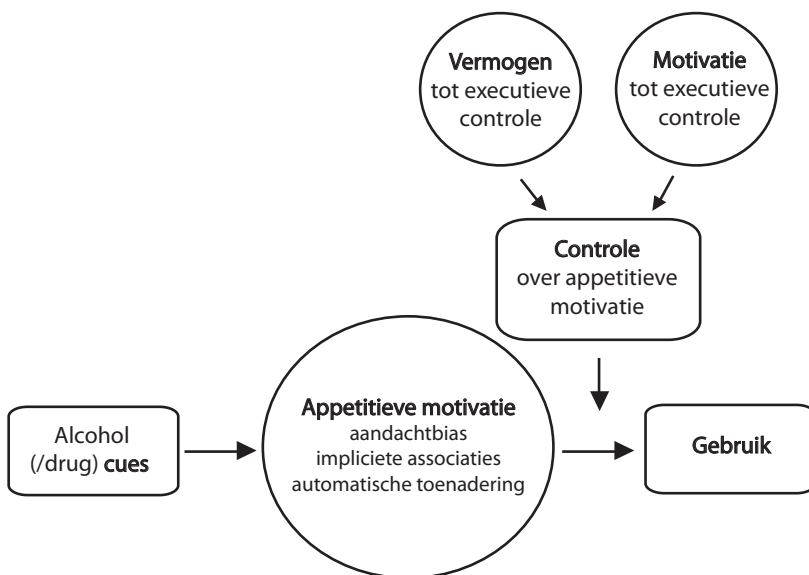 Vermogen
tot executieve
controle
Motivatie
tot executieve
controle
Controle
over appetitieve
motivatie
Appetitieve motivatie
aandachtbias
impliciete associaties
automatische toenadering
Alcohol
(/drug) cues
Gebruik